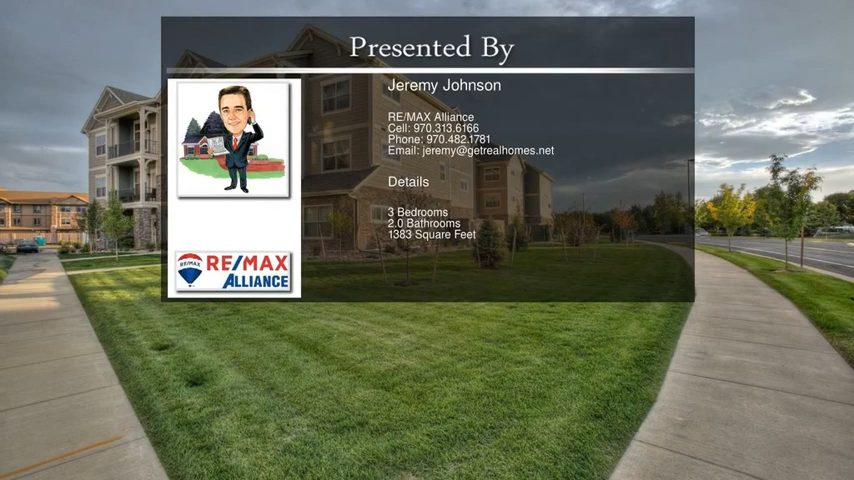 Presented By
Jeremy Johnson
RE/MAX Alliance
Cell: 970.313.6166
Phone: 970.482.1781
Email: jeremy@getrealhomes.net
Details
3 Bedrooms
2.0 Bathrooms
1383 Square Feet
RE/MAX
RE/MAX
ALLIANCE